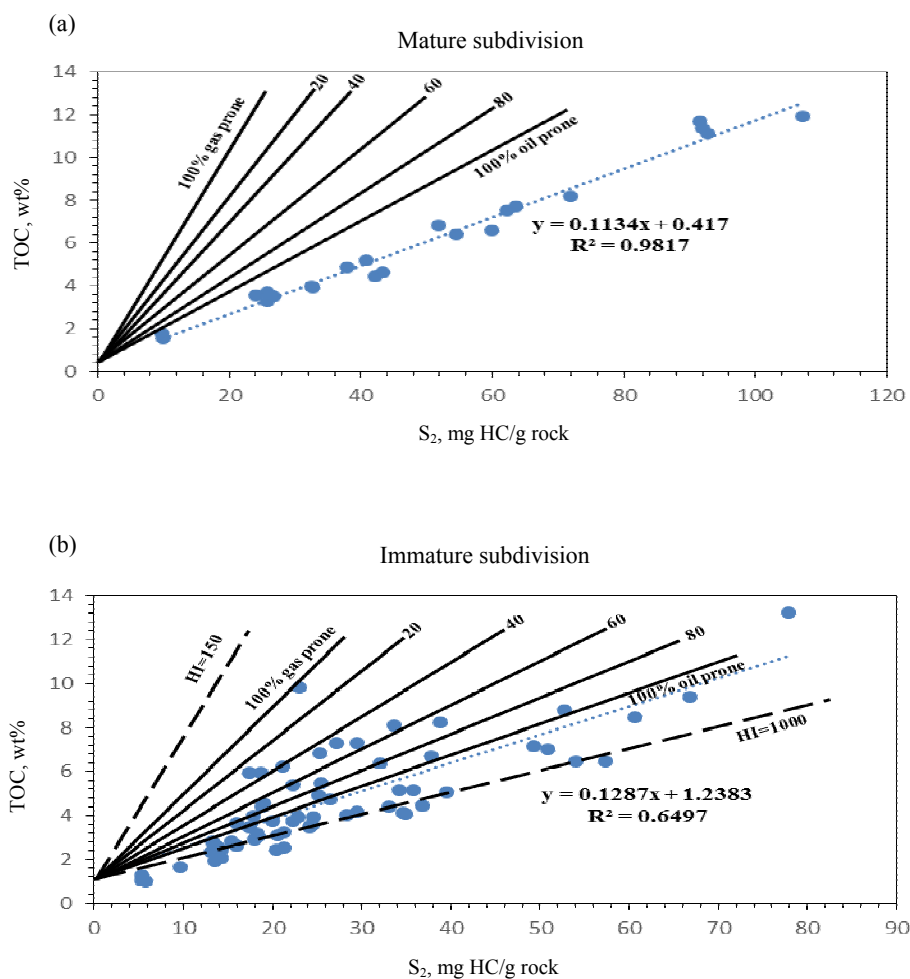 (a)
Mature subdivision
14
12
10
8
6
4
2
0
TOC, wt%
100% gas prone
20
40
60
80
100% oil prone
y = 0.1134x + 0.417
R² = 0.9817
0 20 40 60 80 100 120
S₂, mg HC/g rock
(b)
Immature subdivision
14
12
10
8
6
4
2
0
TOC, wt%
HI=150
100% gas prone
20
40
60
80
100% oil prone
HI=1000
y = 0.1287x + 1.2383
R² = 0.6497
0 10 20 30 40 50 60 70 80 90
S₂, mg HC/g rock